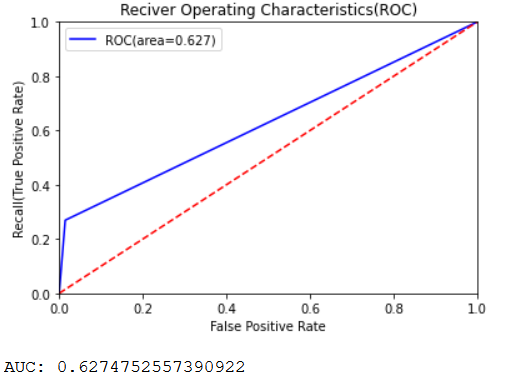 Reciver Operating Characteristics(ROC)
ROC(area=0.627)
1.0
0.8
0.6
0.4
0.2
0.0
Recall(True Positive Rate)
0.0 0.2 0.4 0.6 0.8 1.0
False Positive Rate
AUC: 0.6274752557390922